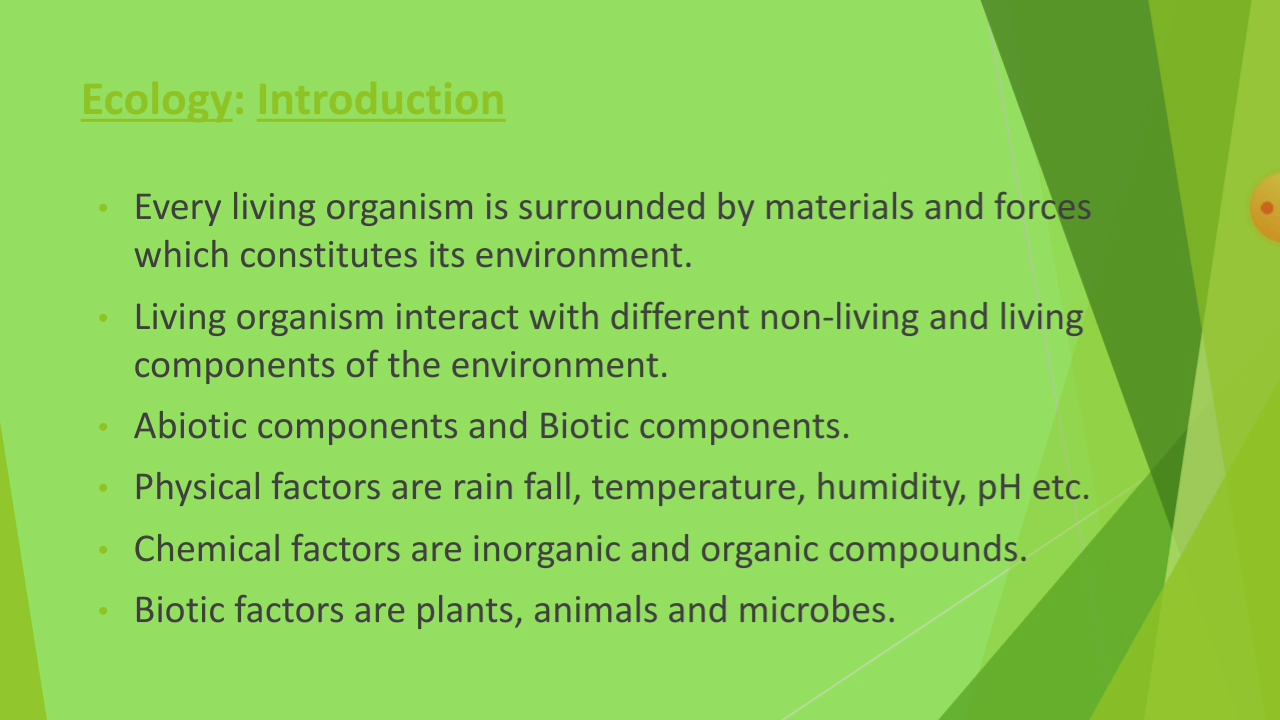 Ecology: Introduction
• Every living organism is surrounded by materials and forces
which constitutes its environment.
• Living organism interact with different non-living and living
components of the environment.
• Abiotic components and Biotic components.
• Physical factors are rain fall, temperature, humidity, pH etc.
• Chemical factors are inorganic and organic compounds.
• Biotic factors are plants, animals and microbes.